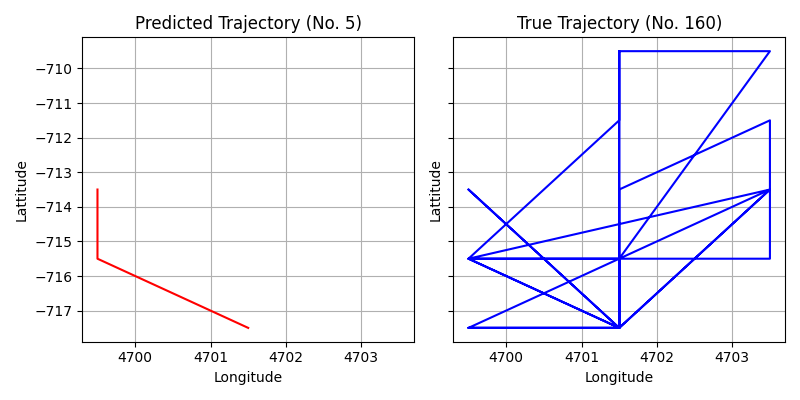 Predicted Trajectory (No. 5)
True Trajectory (No. 160)
−710
−711
−712
−713
−714
−715
−716
−717
Lattitude
Lattitude
4700
4701
4702
4703
4700
4701
4702
4703
Longitude
Longitude